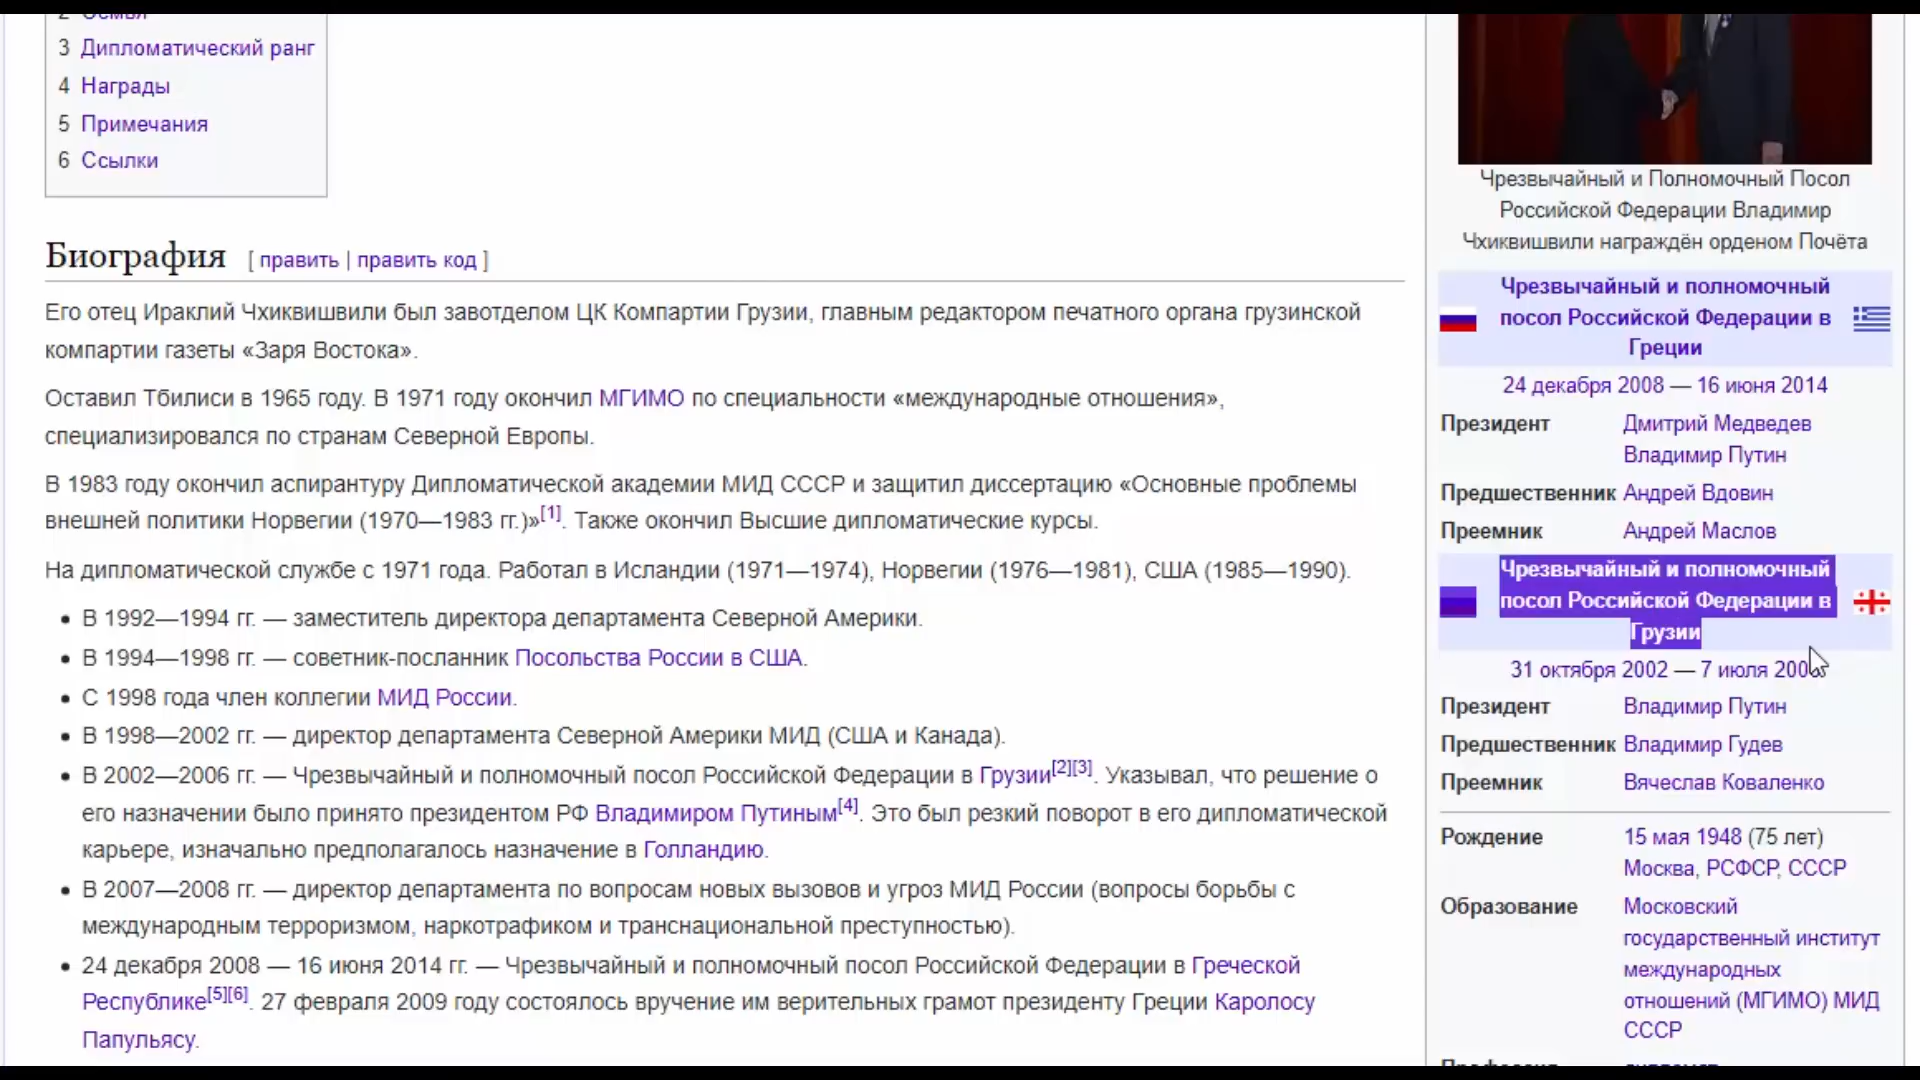 2 Семья
3 Дипломатический ранг
4 Награды
5 Примечания
6 Ссылки
Биография [ править | править код ]
Его отец Ираклий Чхиквишвили был завотделом ЦК Компартии Грузии, главным редактором печатного органа грузинской
компартии газеты «Заря Востока».
Оставил Тбилиси в 1965 году. В 1971 году окончил МГИМО по специальности «международные отношения»,
специализировался по странам Северной Европы.
В 1983 году окончил аспирантуру Дипломатической академии МИД СССР и защитил диссертацию «Основные проблемы
внешней политики Норвегии (1970—1983 гг.)»[1]. Также окончил Высшие дипломатические курсы.
На дипломатической службе с 1971 года. Работал в Исландии (1971—1974), Норвегии (1976—1981), США (1985—1990).
• В 1992—1994 гг. — заместитель директора департамента Северной Америки.
• В 1994—1998 гг. — советник-посланник Посольства России в США.
• С 1998 года член коллегии МИД России.
• В 1998—2002 гг. — директор департамента Северной Америки МИД (США и Канада).
• В 2002—2006 гг. — Чрезвычайный и полномочный посол Российской Федерации в Грузии[2][3]. Указывал, что решение о
его назначении было принято президентом РФ Владимиром Путиным[4]. Это был резкий поворот в его дипломатической
карьере, изначально предполагалось назначение в Голландию.
• В 2007—2008 гг. — директор департамента по вопросам новых вызовов и угроз МИД России (вопросы борьбы с
международным терроризмом, наркотрафиком и транснациональной преступностью).
• 24 декабря 2008 — 16 июня 2014 гг. — Чрезвычайный и полномочный посол Российской Федерации в Греческой
Республике[5][6]. 27 февраля 2009 году состоялось вручение им верительных грамот президенту Греции Каролосу
Папульясу.
Чрезвычайный и Полномочный Посол
Российской Федерации Владимир
Чхиквишвили награждён орденом Почёта
Чрезвычайный и полномочный
посол Российской Федерации в
Греции
24 декабря 2008 — 16 июня 2014
Президент Дмитрий Медведев
Владимир Путин
Предшественник Андрей Вдовин
Преемник Андрей Маслов
Чрезвычайный и полномочный
посол Российской Федерации в
Грузии
31 октября 2002 — 7 июля
Президент Владимир Путин
Предшественник Владимир Гудев
Преемник Вячеслав Коваленко
Рождение 15 мая 1948 (75 лет)
Москва, РСФСР, СССР
Образование Московский
государственный институт
международных
отношений (МГИМО) МИД
СССР